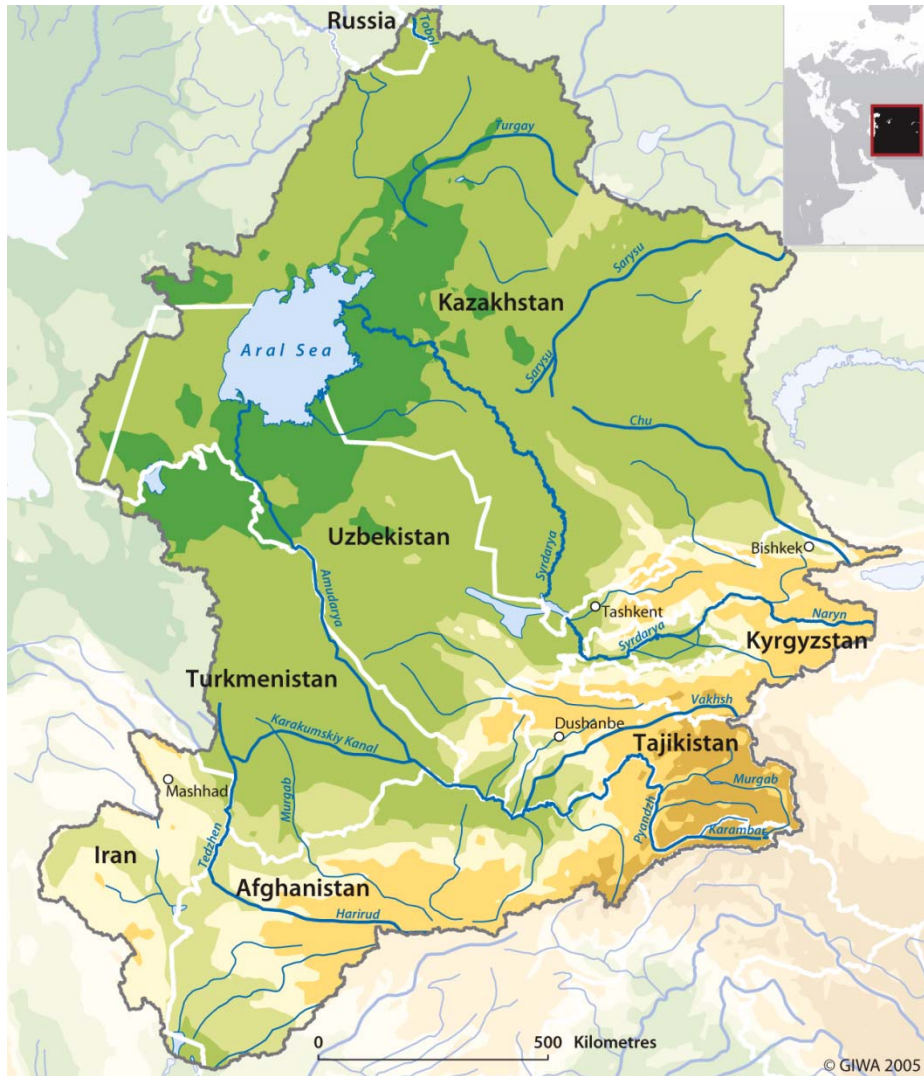 Russia
Tobol
Turgay
Sarysu
Kazakhstan
Aral Sea
Sarysu
Chu
Uzbekistan
Bishkek
Syrdarya
Amudarya
Tashkent
Naryn
Syrdarya
Kyrgyzstan
Turkmenistan
Vakhsh
Dushanbe
Karakumskiy Kanal
Tajikistan
Mashhad
Murgab
Murgab
Tedzhen
Pyandzh
Karambar
Iran
Afghanistan
Harirud
0 500 Kilometres
© GIWA 2005